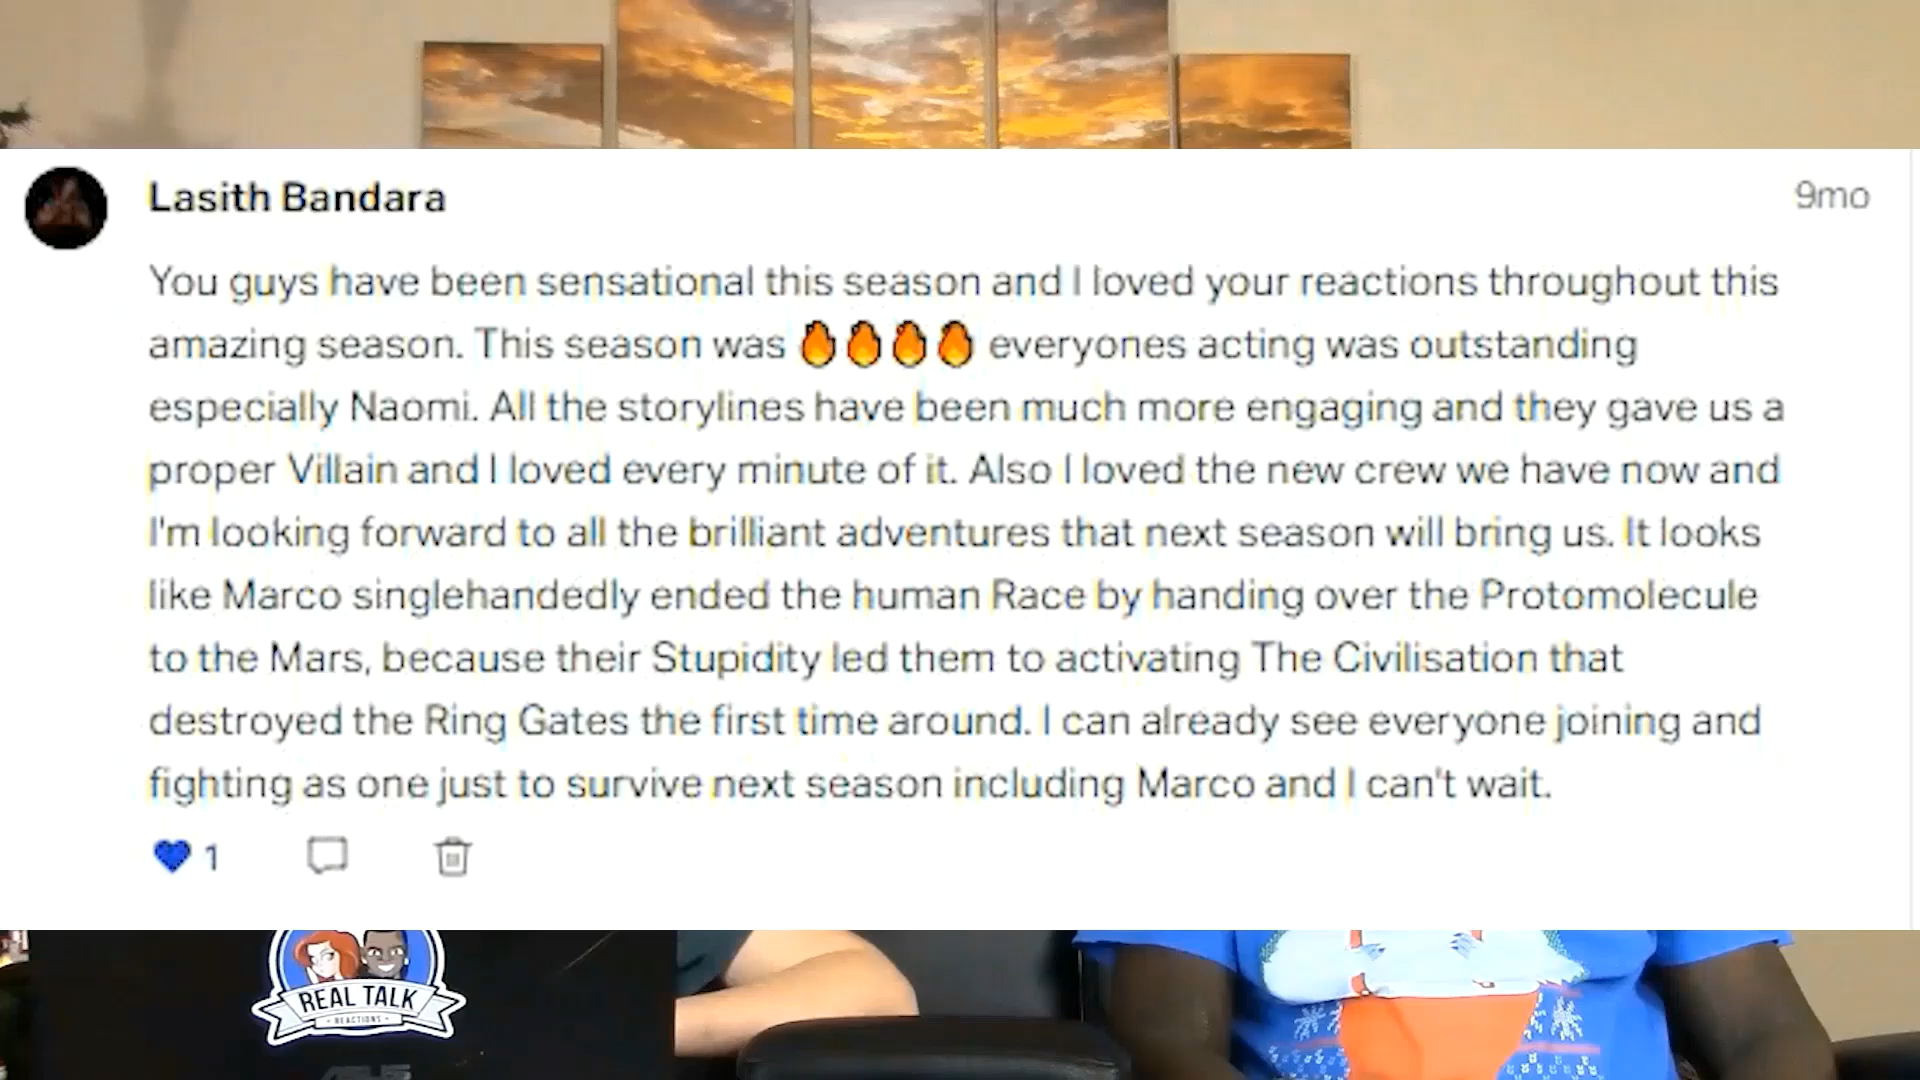 Lasith Bandara
9mo
You guys have been sensational this season and I loved your reactions throughout this
amazing season. This season was 🔥🔥🔥🔥 everyones acting was outstanding
especially Naomi. All the storylines have been much more engaging and they gave us a
proper Villain and I loved every minute of it. Also I loved the new crew we have now and
I'm looking forward to all the brilliant adventures that next season will bring us. It looks
like Marco singlehandedly ended the human Race by handing over the Protomolecule
to the Mars, because their Stupidity led them to activating The Civilisation that
destroyed the Ring Gates the first time around. I can already see everyone joining and
fighting as one just to survive next season including Marco and I can't wait.
1
REAL TALK
REACTIONS